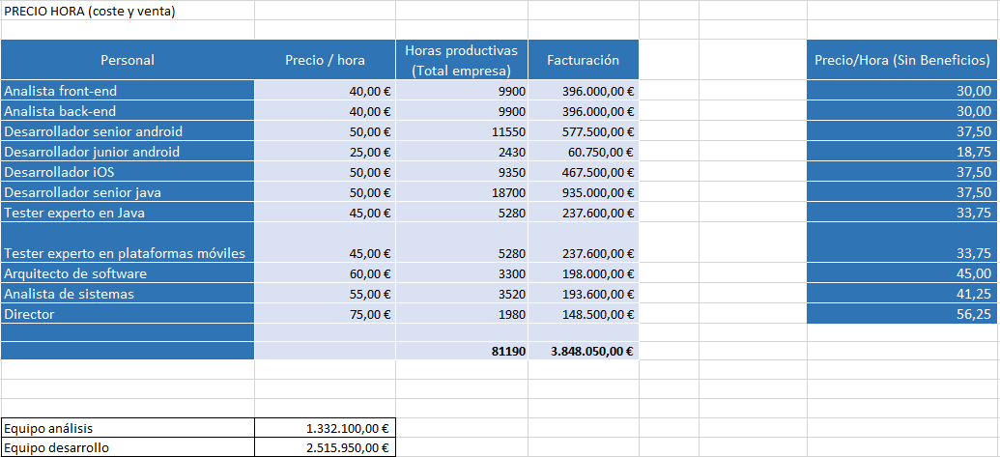 PRECIO HORA (coste y venta)
Personal Precio / hora Horas productivas (Total empresa) Facturación Precio/Hora (Sin Beneficios)
Analista front-end 40,00 € 9900 396.000,00 € 30,00
Analista back-end 40,00 € 9900 396.000,00 € 30,00
Desarrollador senior android 50,00 € 11550 577.500,00 € 37,50
Desarrollador junior android 25,00 € 2430 60.750,00 € 18,75
Desarrollador iOS 50,00 € 9350 467.500,00 € 37,50
Desarrollador senior java 50,00 € 18700 935.000,00 € 37,50
Tester experto en Java 45,00 € 5280 237.600,00 € 33,75
Tester experto en plataformas móviles 45,00 € 5280 237.600,00 € 33,75
Arquitecto de software 60,00 € 3300 198.000,00 € 45,00
Analista de sistemas 55,00 € 3520 193.600,00 € 41,25
Director 75,00 € 1980 148.500,00 € 56,25
81190 3.848.050,00 €
Equipo análisis 1.332.100,00 €
Equipo desarrollo 2.515.950,00 €